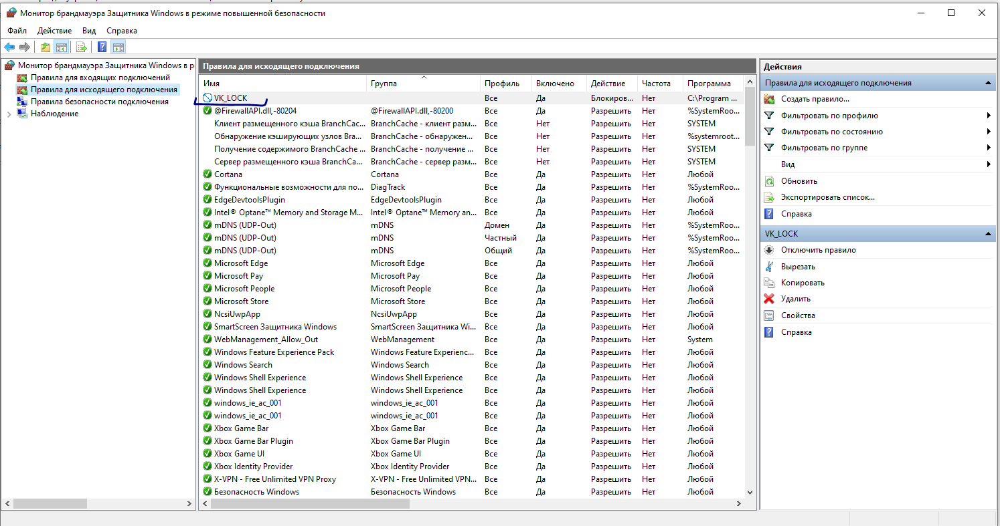 Монитор брандмауэра Защитника Windows в режиме повышенной безопасности
Файл Действие Вид Справка
Монитор брандмауэра Защитника Windows в р
Правила для входящих подключений
Правила для исходящего подключения
Правила безопасности подключения
Наблюдение
Правила для исходящего подключения
Имя Группа Профиль Включено Действие Частота Программа
VK_LOCK Все Да Блокиров... Нет C:\Program ...
@FirewallAPI.dll,-80204 @FirewallAPI.dll,-80200 Все Да Разрешить Нет %SystemRoo...
Клиент размещенного кэша BranchCac... BranchCache - клиент разм... Все Нет Разрешить Нет SYSTEM
Обнаружение кэширующих узлов Bra... BranchCache - обнаружен... Все Нет Разрешить Нет %systemroot...
Получение содержимого BranchCache ... BranchCache - получение ... Все Нет Разрешить Нет SYSTEM
Сервер размещенного кэша BranchCa... BranchCache - сервер разм... Все Нет Разрешить Нет SYSTEM
Cortana Cortana Все Да Разрешить Нет Любой
Функциональные возможности для по... DiagTrack Все Да Разрешить Нет %SystemRoo...
EdgeDevtoolsPlugin EdgeDevtoolsPlugin Все Да Разрешить Нет Любой
Intel® Optane™ Memory and Storage M... Intel® Optane™ Memory an... Все Да Разрешить Нет Любой
mDNS (UDP-Out) mDNS Домен Да Разрешить Нет %SystemRoo...
mDNS (UDP-Out) mDNS Частный Да Разрешить Нет %SystemRoo...
mDNS (UDP-Out) mDNS Общий Да Разрешить Нет %SystemRoo...
Microsoft Edge Microsoft Edge Все Да Разрешить Нет Любой
Microsoft Pay Microsoft Pay Все Да Разрешить Нет Любой
Microsoft People Microsoft People Все Да Разрешить Нет Любой
Microsoft Store Microsoft Store Все Да Разрешить Нет Любой
NcsiUwpApp NcsiUwpApp Все Да Разрешить Нет Любой
SmartScreen Защитника Windows SmartScreen Защитника Wi... Все Да Разрешить Нет Любой
WebManagement_Allow_Out WebManagement Все Да Разрешить Нет System
Windows Feature Experience Pack Windows Feature Experienc... Все Да Разрешить Нет Любой
Windows Search Windows Search Все Да Разрешить Нет Любой
Windows Shell Experience Windows Shell Experience Все Да Разрешить Нет Любой
Windows Shell Experience Windows Shell Experience Все Да Разрешить Нет Любой
windows_ie_ac_001 windows_ie_ac_001 Все Да Разрешить Нет Любой
windows_ie_ac_001 windows_ie_ac_001 Все Да Разрешить Нет Любой
Xbox Game Bar Xbox Game Bar Все Да Разрешить Нет Любой
Xbox Game Bar Plugin Xbox Game Bar Plugin Все Да Разрешить Нет Любой
Xbox Game UI Xbox Game UI Все Да Разрешить Нет Любой
Xbox Identity Provider Xbox Identity Provider Все Да Разрешить Нет Любой
X-VPN - Free Unlimited VPN Proxy X-VPN - Free Unlimited VPN... Все Да Разрешить Нет Любой
Безопасность Windows Безопасность Windows Все Да Разрешить Нет Любой
Действия
Правила для исходящего подключения
Создать правило...
Фильтровать по профилю
Фильтровать по состоянию
Фильтровать по группе
Вид
Обновить
Экспортировать список...
Справка
VK_LOCK
Отключить правило
Вырезать
Копировать
Удалить
Свойства
Справка